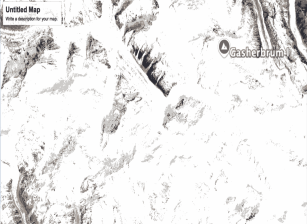 Untitled Map
Write a description for your map.
Gasherbrum I